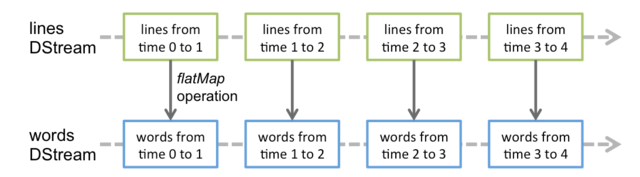 lines
DStream
lines from
time 0 to 1
lines from
time 1 to 2
lines from
time 2 to 3
lines from
time 3 to 4
flatMap
operation
words
DStream
words from
time 0 to 1
words from
time 1 to 2
words from
time 2 to 3
words from
time 3 to 4